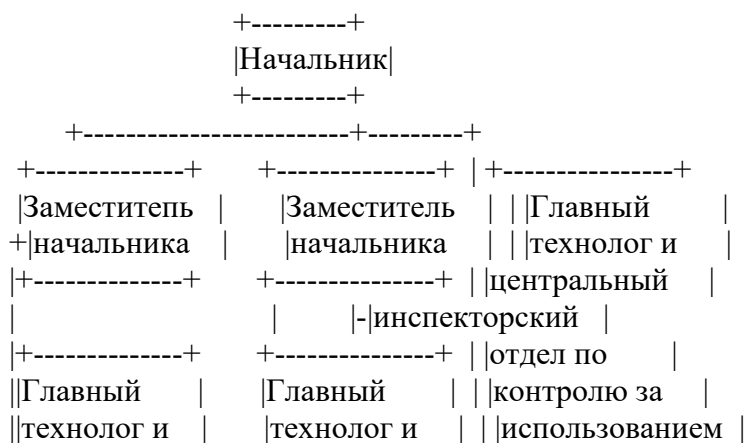 +---------+
|Начальник|
+---------+
+-------------------------+---------+
+--------------+ +---------------+ | +----------------+
|Заместитепь | |Заместитель | | |Главный |
+|начальника | |начальника | | |технолог и |
|+--------------+ +---------------+ | |центральный |
| | |-|инспекторский |
|+--------------+ +---------------+ | |отдел по |
||Главный | |Главный | | |контролю за |
||технолог и | |технолог и | | |использованием |